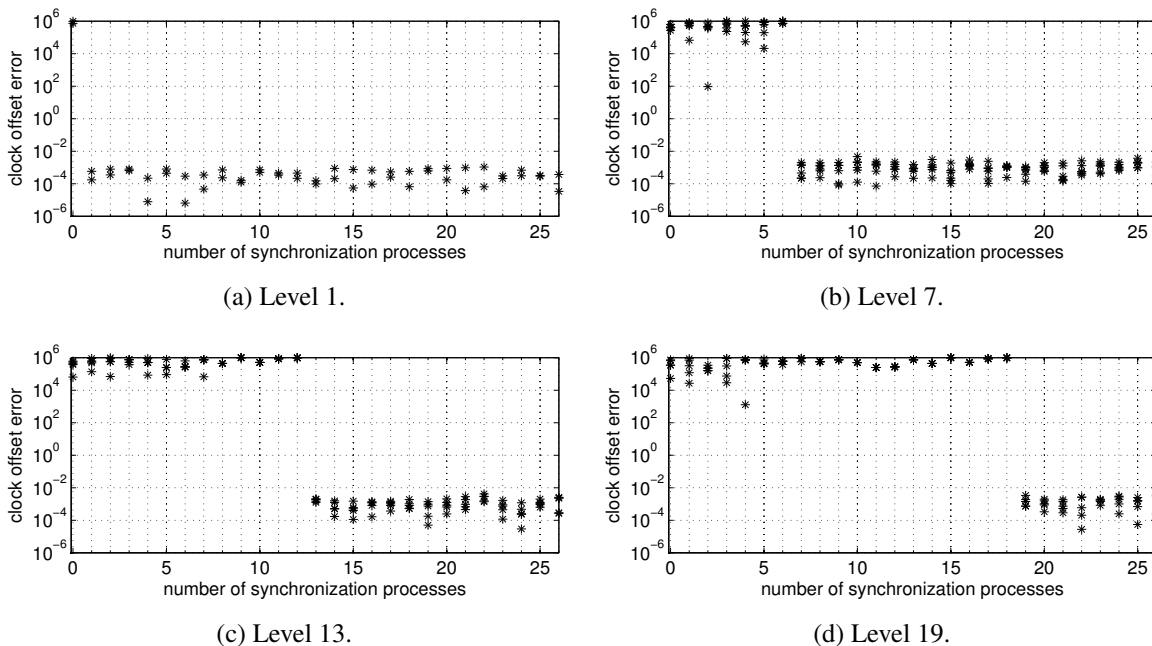 10^6
10^4
10^2
10^0
10^-2
10^-4
10^-6
clock offset error
0 5 10 15 20 25
number of synchronization processes
(a) Level 1.
10^6
10^4
10^2
10^0
10^-2
10^-4
10^-6
clock offset error
0 5 10 15 20 25
number of synchronization processes
(b) Level 7.
10^6
10^4
10^2
10^0
10^-2
10^-4
10^-6
clock offset error
0 5 10 15 20 25
number of synchronization processes
(c) Level 13.
10^6
10^4
10^2
10^0
10^-2
10^-4
10^-6
clock offset error
0 5 10 15 20 25
number of synchronization processes
(d) Level 19.